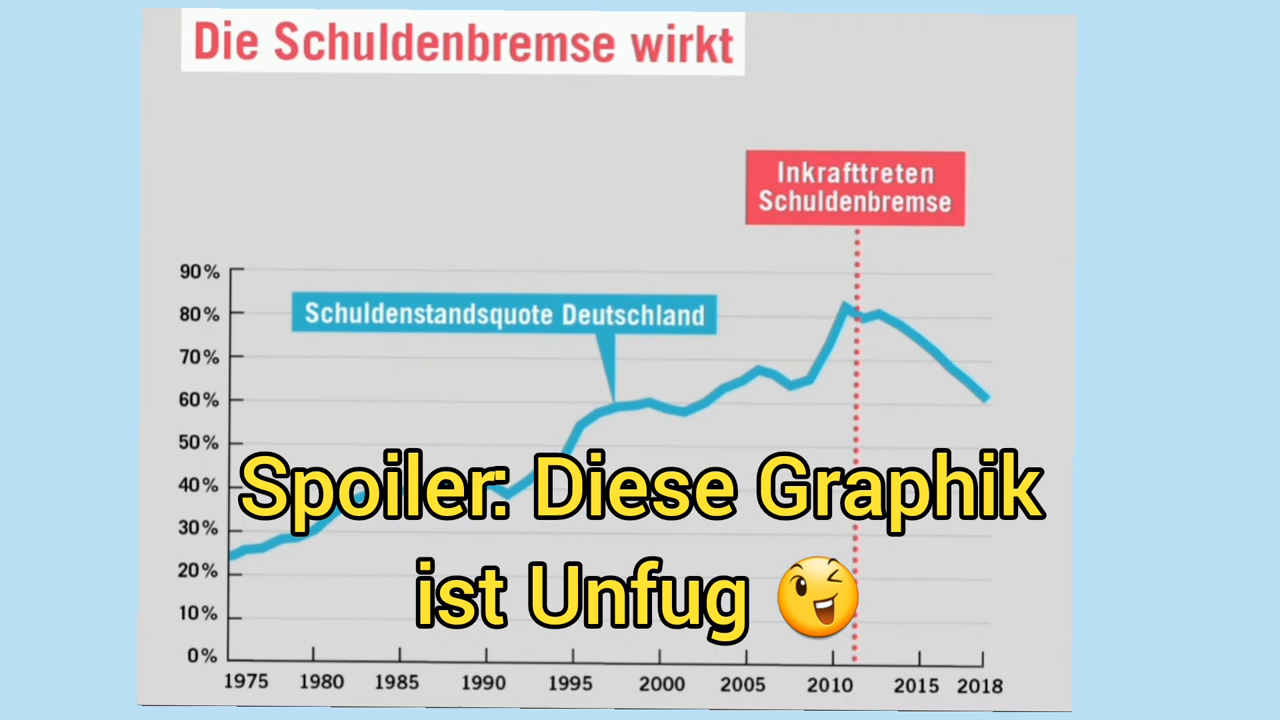 Die Schuldenbremse wirkt
Inkrafttreten
Schuldenbremse
90%
Schuldenstandsquote Deutschland
80%
70%
60%
50%
40%
30%
20%
10%
0%
Spoiler: Diese Graphik
ist Unfug 😉
1975 1980 1985 1990 1995 2000 2005 2010 2015 2018